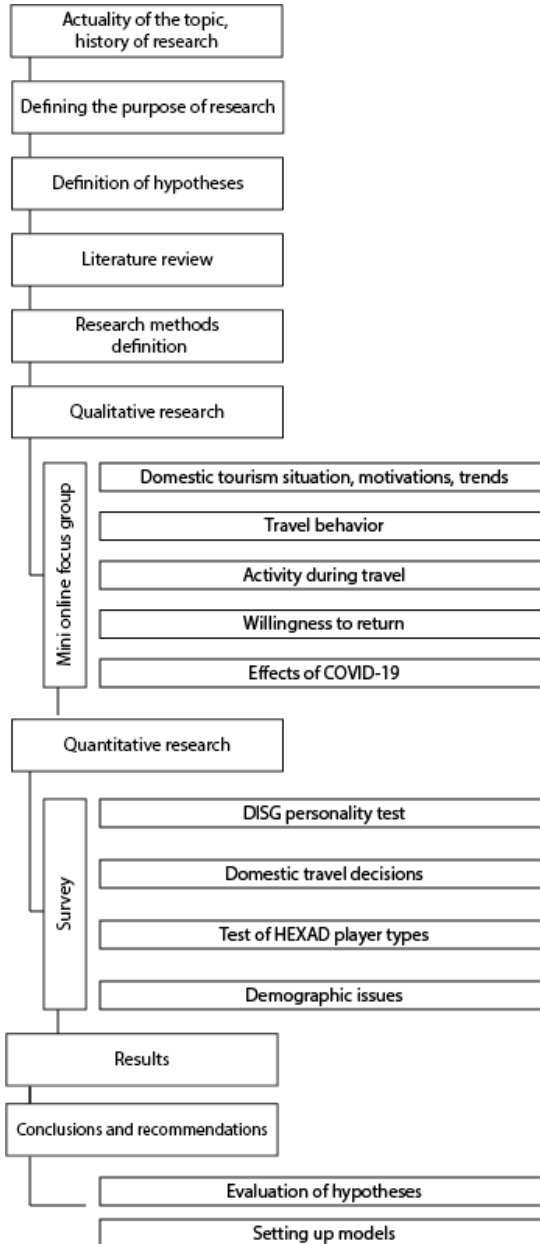 Actuality of the topic,
history of research
Defining the purpose of research
Definition of hypotheses
Literature review
Research methods
definition
Qualitative research
Mini online focus group
Domestic tourism situation, motivations, trends
Travel behavior
Activity during travel
Willingness to return
Effects of COVID-19
Quantitative research
Survey
DISG personality test
Domestic travel decisions
Test of HEXAD player types
Demographic issues
Results
Conclusions and recommendations
Evaluation of hypotheses
Setting up models